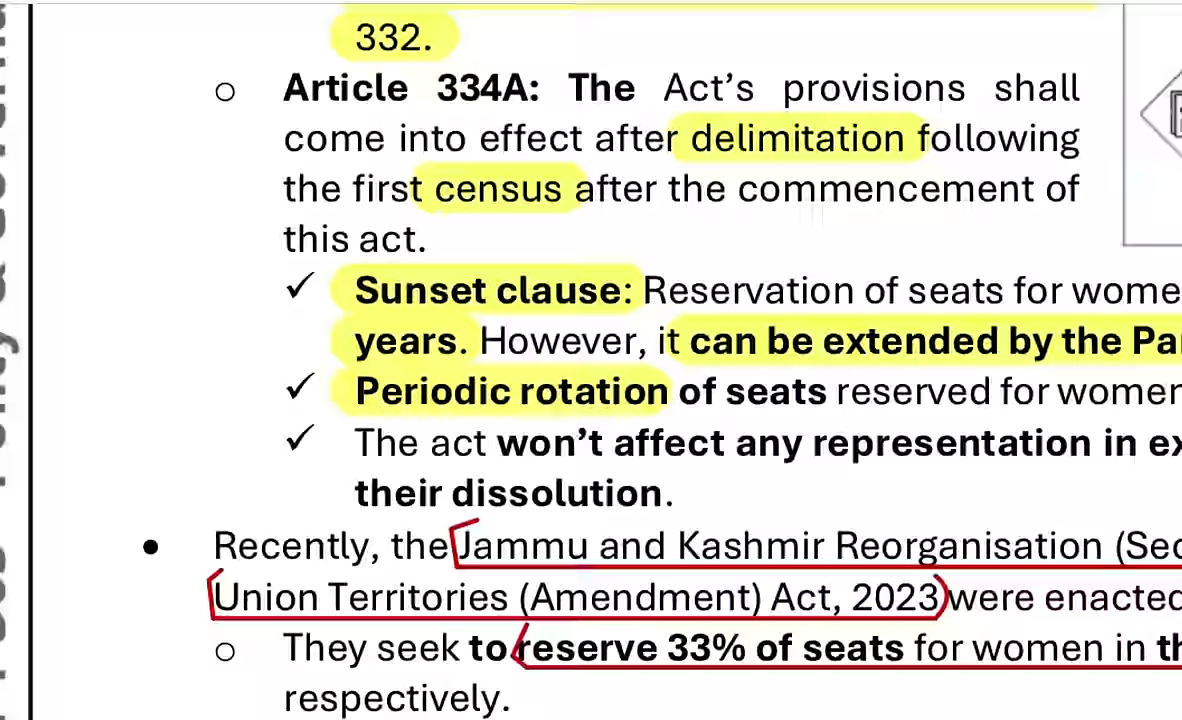 332.
○ Article 334A: The Act’s provisions shall
come into effect after delimitation following
the first census after the commencement of
this act.
✓ Sunset clause: Reservation of seats for wome
years. However, it can be extended by the Pa
✓ Periodic rotation of seats reserved for women
✓ The act won’t affect any representation in ex
their dissolution.
• Recently, the Jammu and Kashmir Reorganisation (Sec
Union Territories (Amendment) Act, 2023 were enacted
○ They seek to reserve 33% of seats for women in th
respectively.